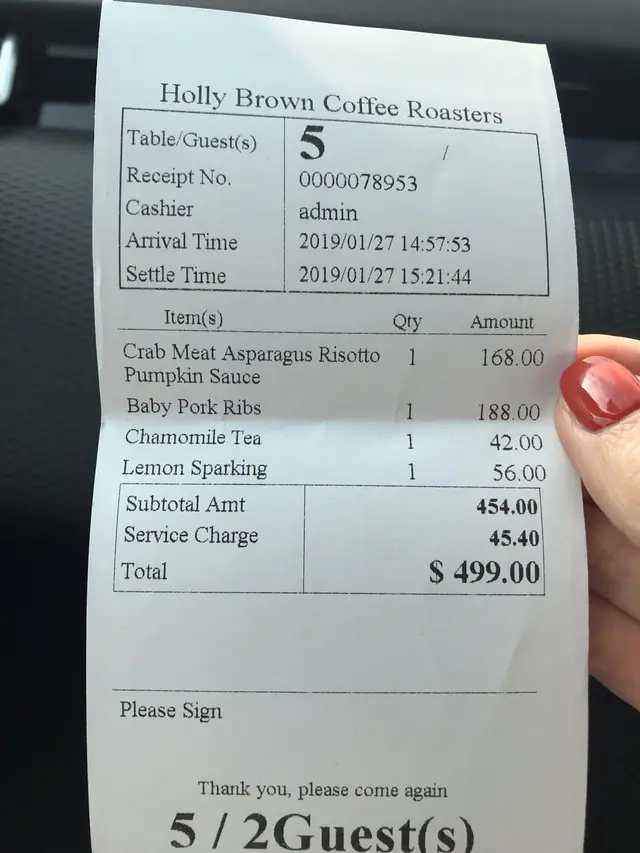 Holly Brown Coffee Roasters
Table/Guest(s) 5 /
Receipt No. 0000078953
Cashier admin
Arrival Time 2019/01/27 14:57:53
Settle Time 2019/01/27 15:21:44
Item(s) Qty Amount
Crab Meat Asparagus Risotto 1 168.00
Pumpkin Sauce
Baby Pork Ribs 1 188.00
Chamomile Tea 1 42.00
Lemon Sparking 1 56.00
Subtotal Amt 454.00
Service Charge 45.40
Total $ 499.00
Please Sign
Thank you, please come again
5 / 2Guest(s)